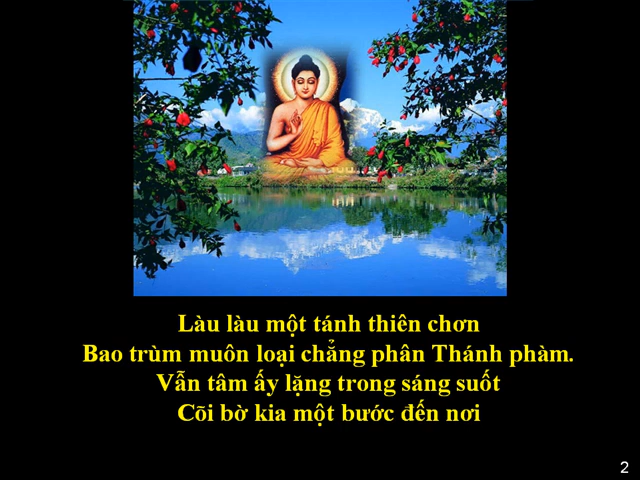 Làu làu một tánh thiên chơn
Bao trùm muôn loại chẳng phân Thánh phàm.
Vẫn tâm ấy lặng trong sáng suốt
Cõi bờ kia một bước đến nơi
2